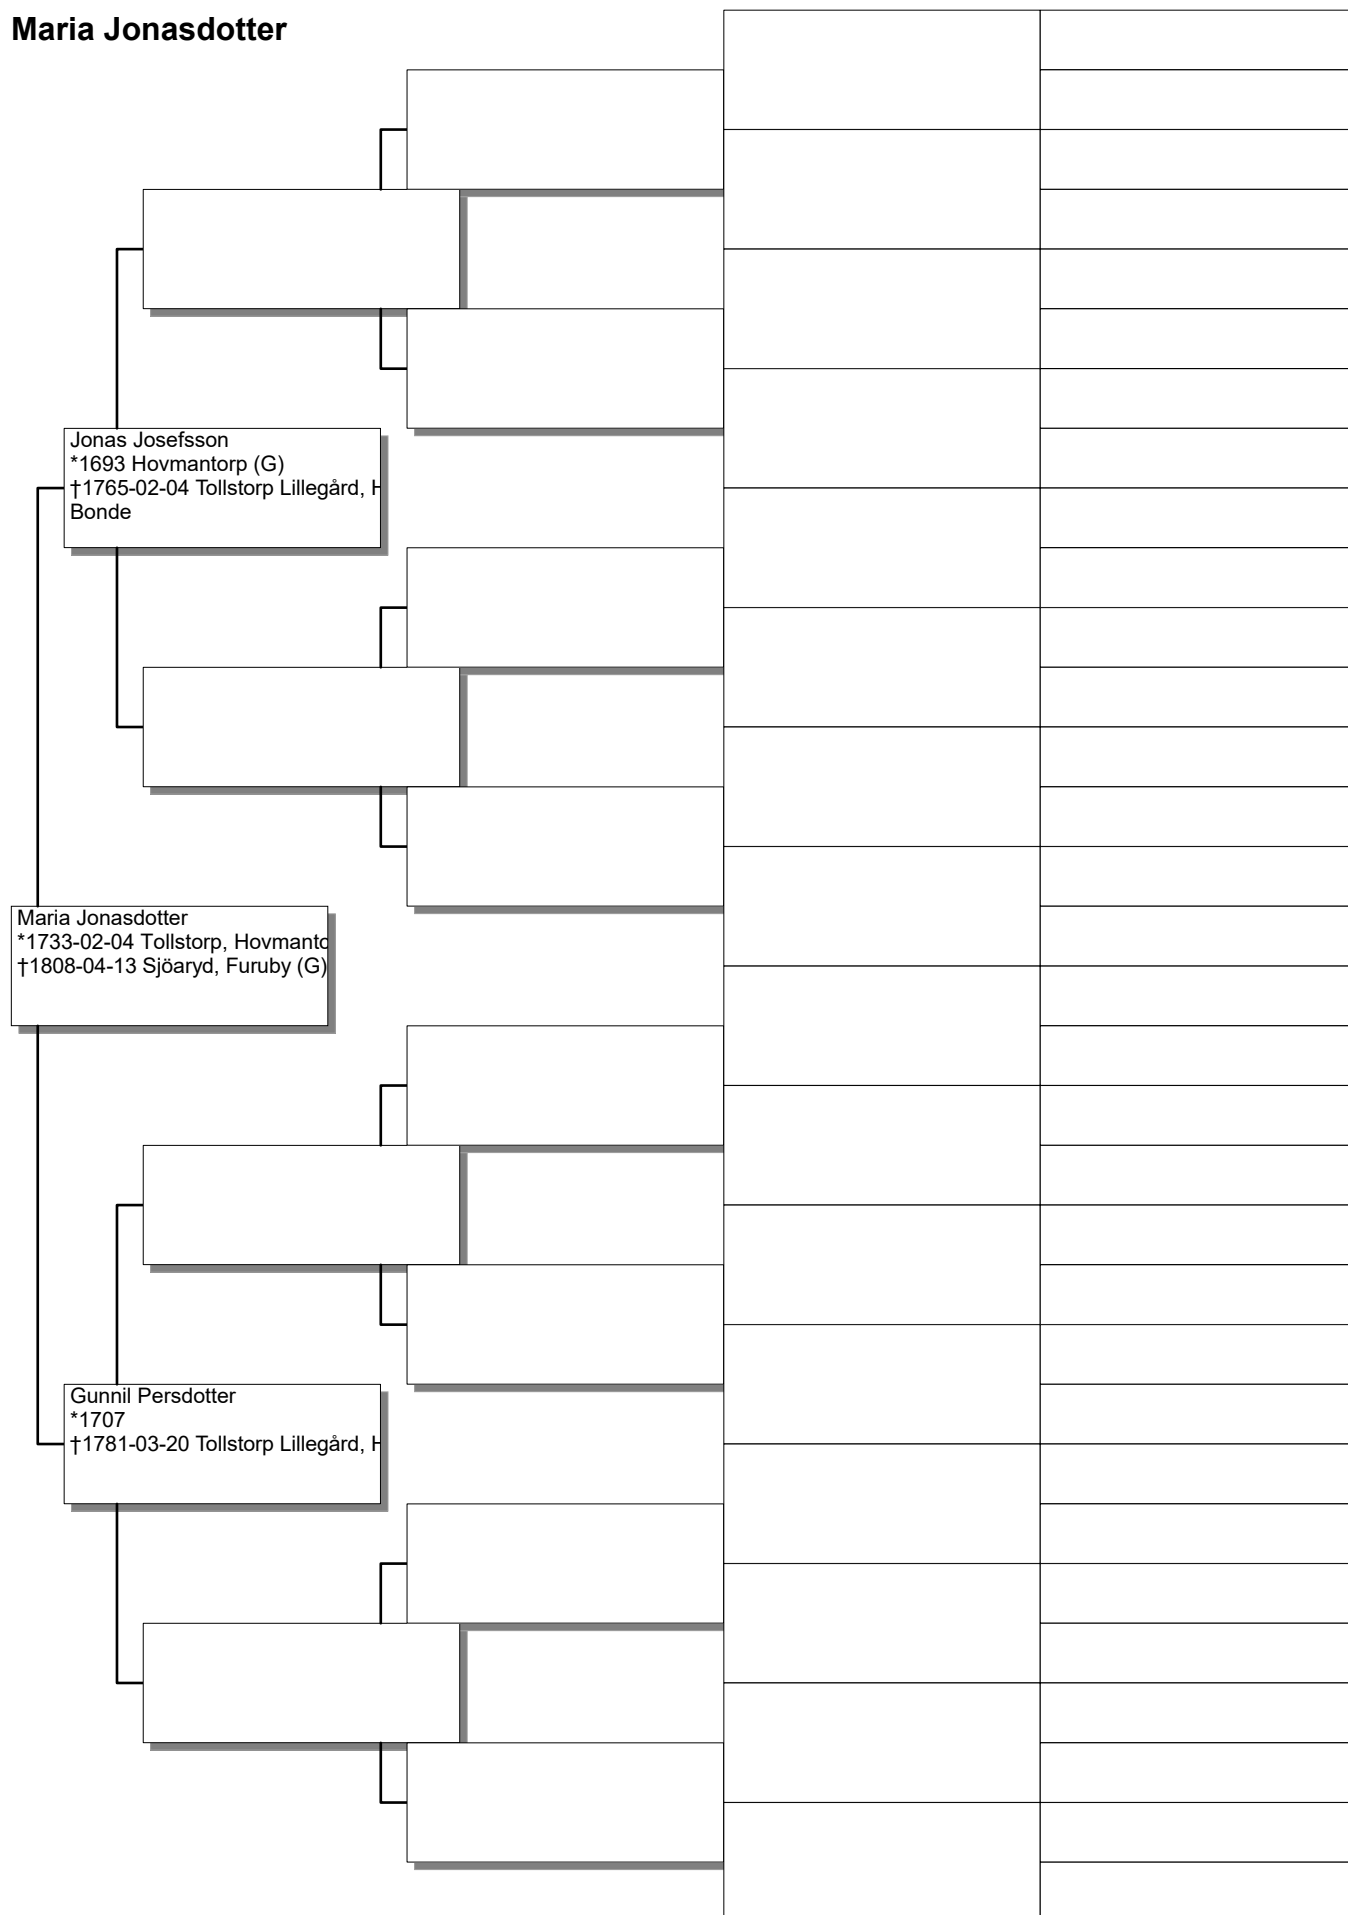 Maria Jonasdotter
Jonas Josefsson
*1693 Hovmantorp (G)
†1765-02-04 Tollstorp Lillegård, H
Bonde
Maria Jonasdotter
*1733-02-04 Tollstorp, Hovmanto
†1808-04-13 Sjöaryd, Furuby (G)
Gunnil Persdotter
*1707
†1781-03-20 Tollstorp Lillegård, H